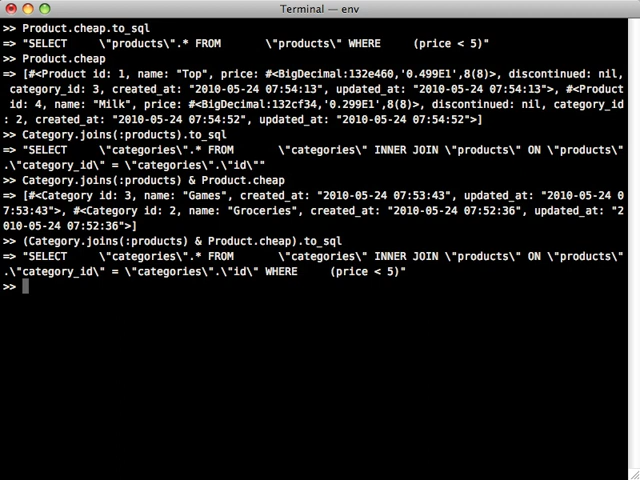 Terminal — env
>> Product.cheap.to_sql
=> "SELECT     \"products\".* FROM       \"products\" WHERE     (price < 5)"
>> Product.cheap
=> [#<Product id: 1, name: "Top", price: #<BigDecimal:132e460,'0.499E1',8(8)>, discontinued: nil,
 category_id: 3, created_at: "2010-05-24 07:54:13", updated_at: "2010-05-24 07:54:13">, #<Product
 id: 4, name: "Milk", price: #<BigDecimal:132cf34,'0.299E1',8(8)>, discontinued: nil, category_id
: 2, created_at: "2010-05-24 07:54:52", updated_at: "2010-05-24 07:54:52">]
>> Category.joins(:products).to_sql
=> "SELECT     \"categories\".* FROM       \"categories\" INNER JOIN \"products\" ON \"products\"
.\"category_id\" = \"categories\".\"id\""
>> Category.joins(:products) & Product.cheap
=> [#<Category id: 3, name: "Games", created_at: "2010-05-24 07:53:43", updated_at: "2010-05-24 0
7:53:43">, #<Category id: 2, name: "Groceries", created_at: "2010-05-24 07:52:36", updated_at: "2
010-05-24 07:52:36">]
>> (Category.joins(:products) & Product.cheap).to_sql
=> "SELECT     \"categories\".* FROM       \"categories\" INNER JOIN \"products\" ON \"products\"
.\"category_id\" = \"categories\".\"id\" WHERE     (price < 5)"
>>